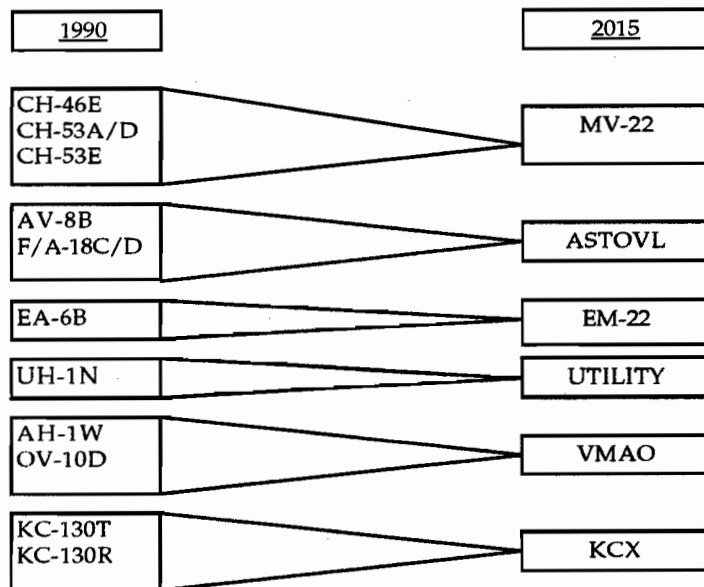 1990
2015
CH-46E
CH-53A/D
CH-53E
MV-22
AV-8B
F/A-18C/D
ASTOVL
EA-6B
EM-22
UH-1N
UTILITY
AH-1W
OV-10D
VMAO
KC-130T
KC-130R
KCX